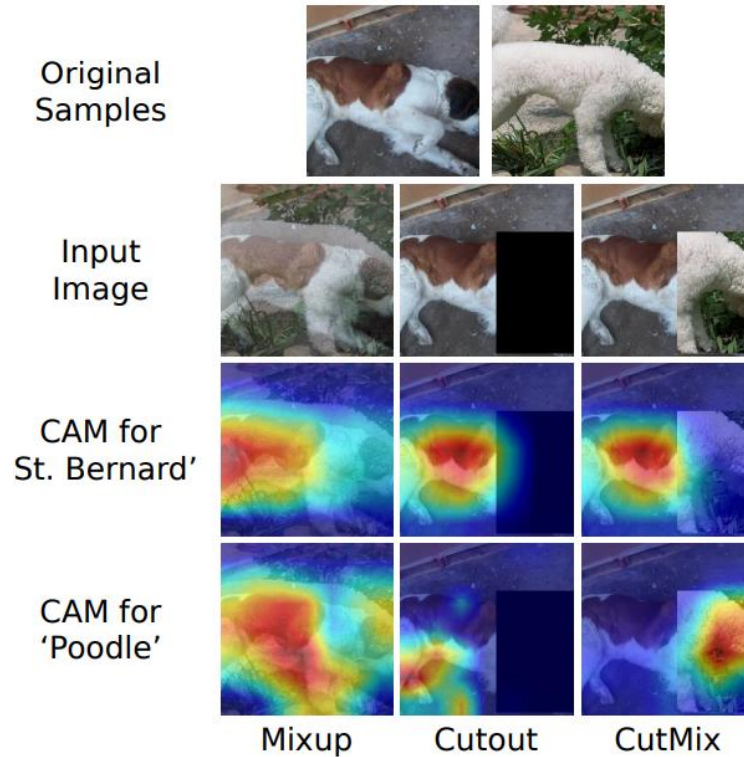 Original
Samples
Input
Image
CAM for
St. Bernard’
CAM for
‘Poodle’
Mixup Cutout CutMix